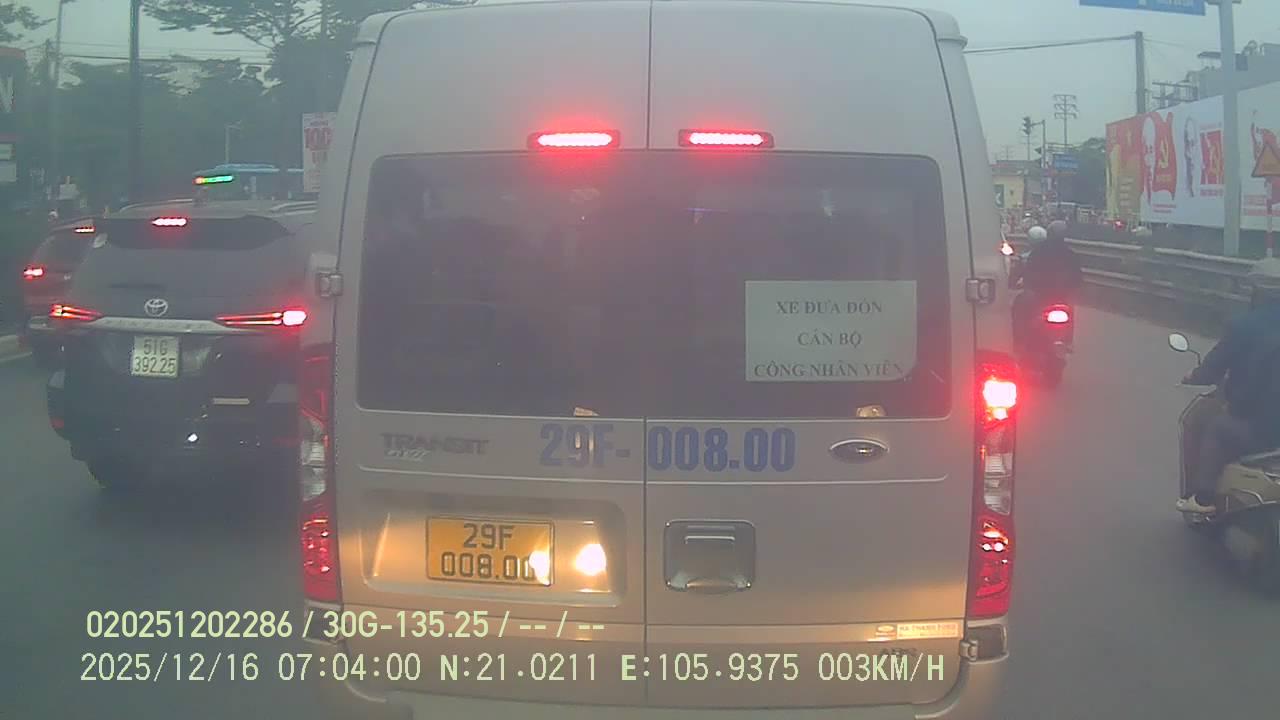 XE ĐƯA ĐÓN
CÁN BỘ
CÔNG NHÂN VIÊN
51G
392.25
TRANSIT
29F-008.00
29F
008.00
020251202286 / 30G-135.25 / -- / --
2025/12/16 07:04:00 N:21.0211 E:105.9375 003KM/H